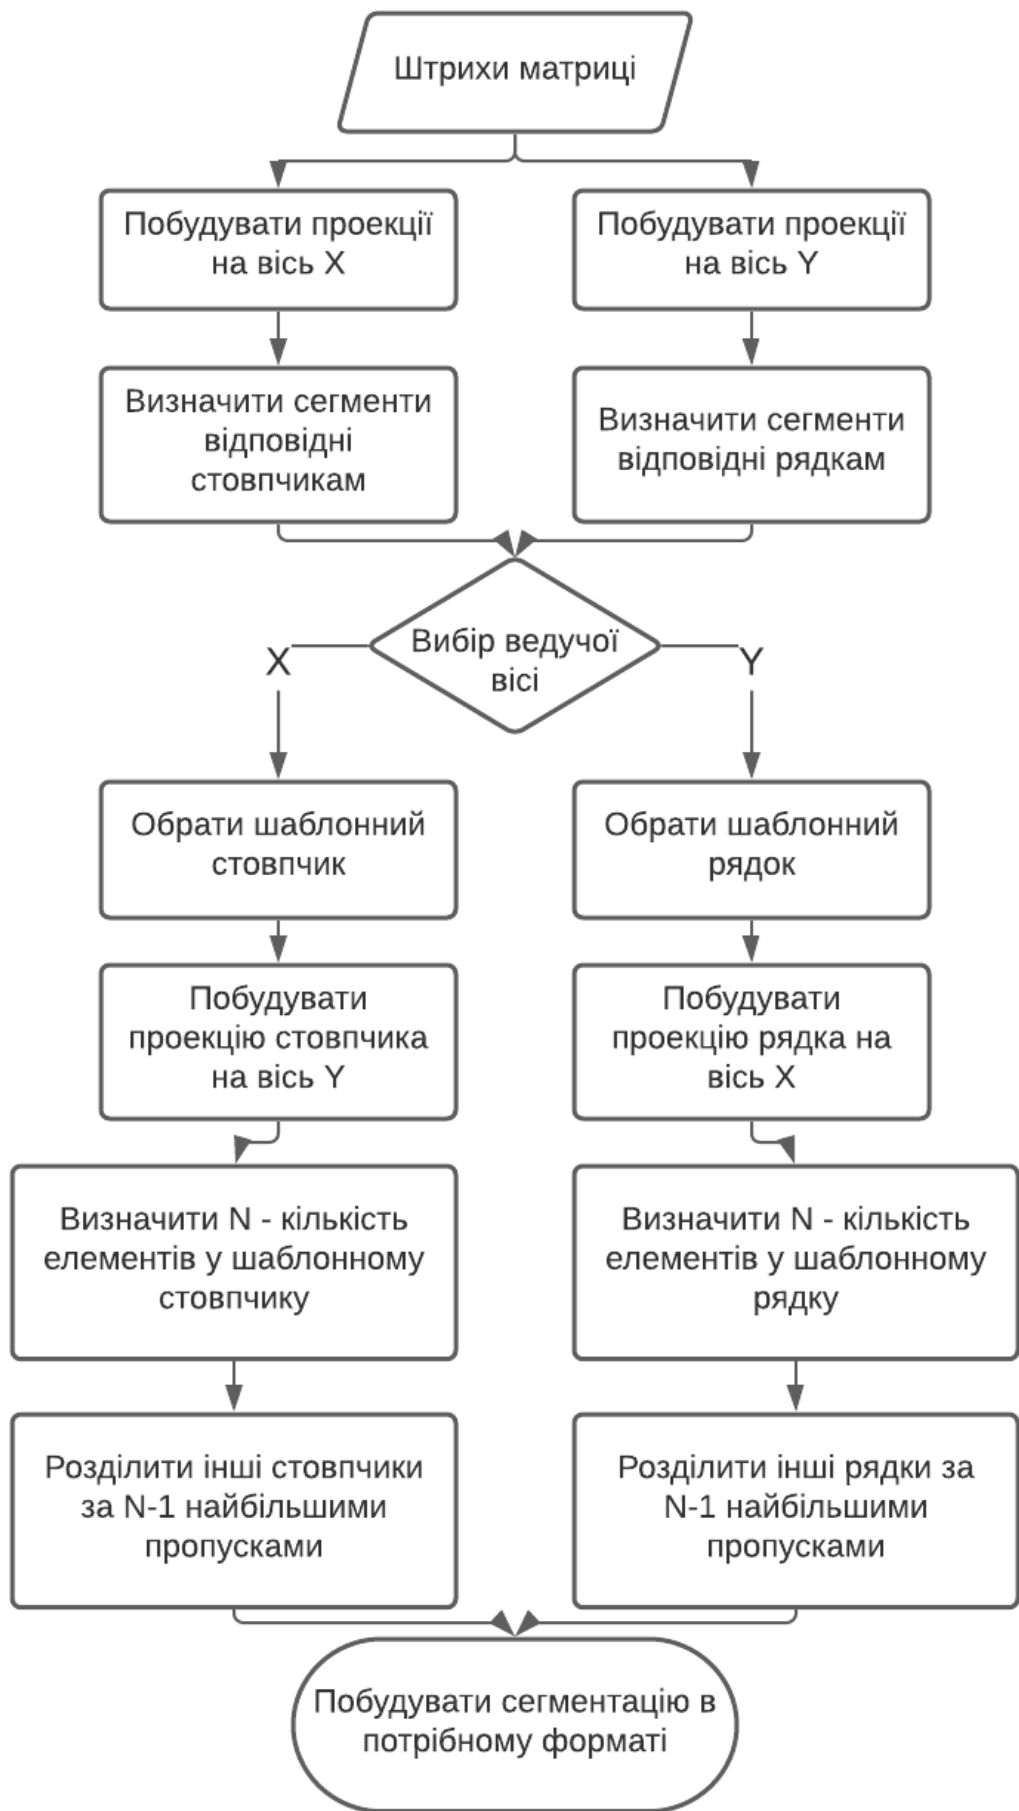 Штрихи матриці
Побудувати проекції
на вісь X
Побудувати проекції
на вісь Y
Визначити сегменти
відповідні
стовпчикам
Визначити сегменти
відповідні рядкам
Вибір ведучої
вісі
X
Y
Обрати шаблонний
стовпчик
Обрати шаблонний
рядок
Побудувати
проекцію стовпчика
на вісь Y
Побудувати
проекцію рядка на
вісь X
Визначити N - кількість
елементів у шаблонному
стовпчику
Визначити N - кількість
елементів у шаблонному
рядку
Розділити інші стовпчики
за N-1 найбільшими
пропусками
Розділити інші рядки за
N-1 найбільшими
пропусками
Побудувати сегментацію в
потрібному форматі